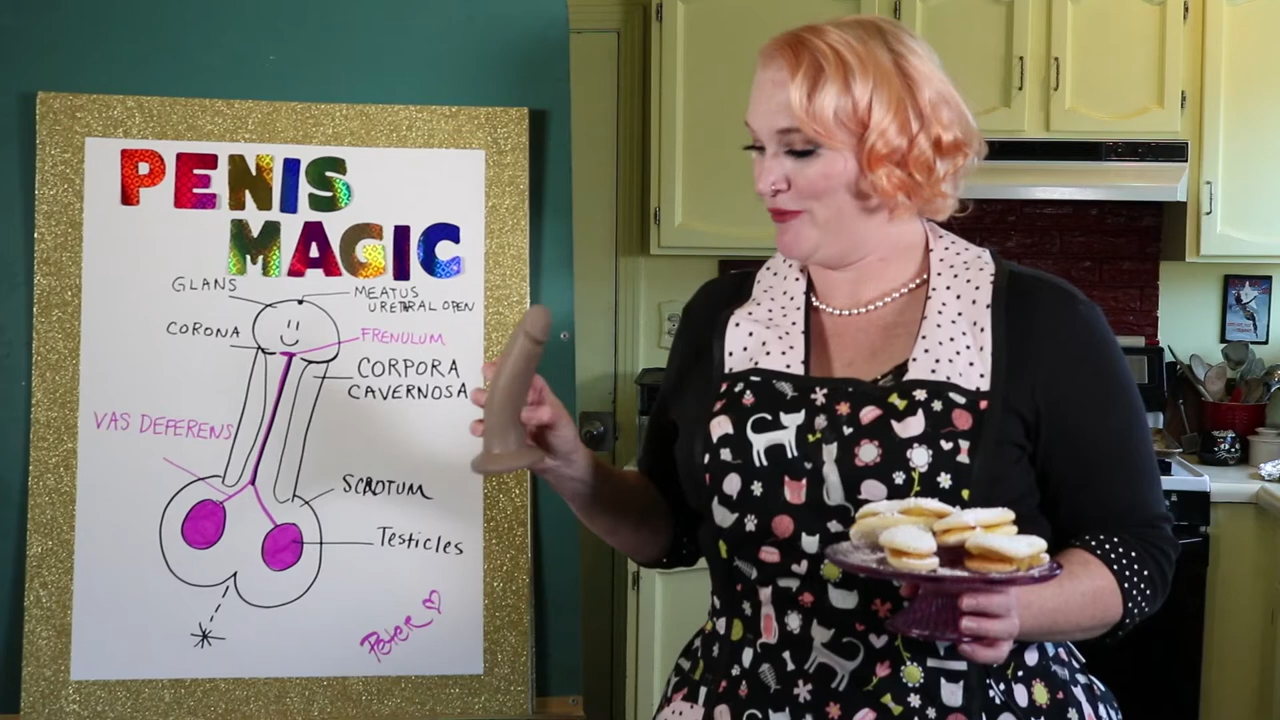 PENIS
MAGIC
GLANS
MEATUS
URETRAL OPEN
CORONA
FRENULUM
CORPORA
CAVERNOSA
VAS DEFERENS
SCROTUM
Testicles
Peter